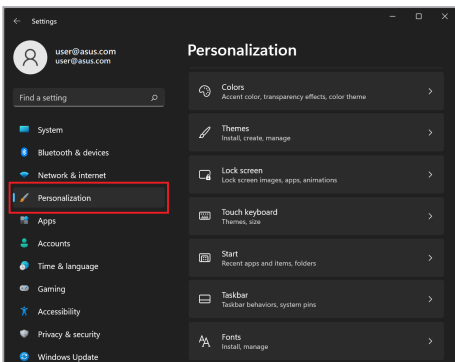 Settings
user@asus.com
user@asus.com
Find a setting
System
Bluetooth & devices
Network & internet
Personalization
Apps
Accounts
Time & language
Gaming
Accessibility
Privacy & security
Windows Update
Personalization
Colors
Accent color, transparency effects, color theme
Themes
Install, create, manage
Lock screen
Lock screen images, apps, animations
Touch keyboard
Themes, size
Start
Recent apps and items, folders
Taskbar
Taskbar behaviors, system pins
Fonts
Install, manage